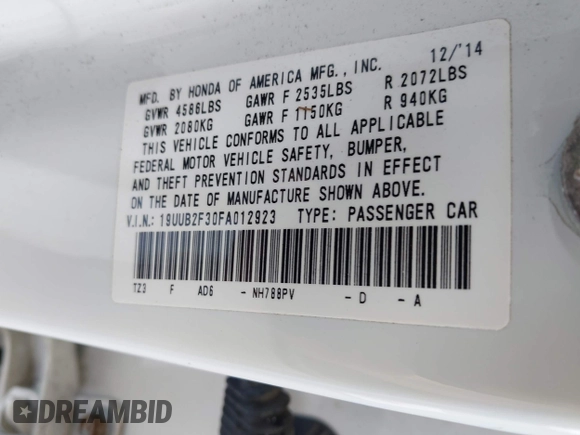 MFD. BY HONDA OF AMERICA MFG., INC. 12/'14
GVWR 4586LBS GAWR F 2535LBS R 2072LBS
GVWR 2080KG GAWR F 1150KG R 940KG
THIS VEHICLE CONFORMS TO ALL APPLICABLE
FEDERAL MOTOR VEHICLE SAFETY, BUMPER,
AND THEFT PREVENTION STANDARDS IN EFFECT
ON THE DATE OF MANUFACTURE SHOWN ABOVE.
V.I.N.: 19UUB2F30FA012923 TYPE: PASSENGER CAR
TZ3 F AD6 - NH788PV - D - A
DREAMBID